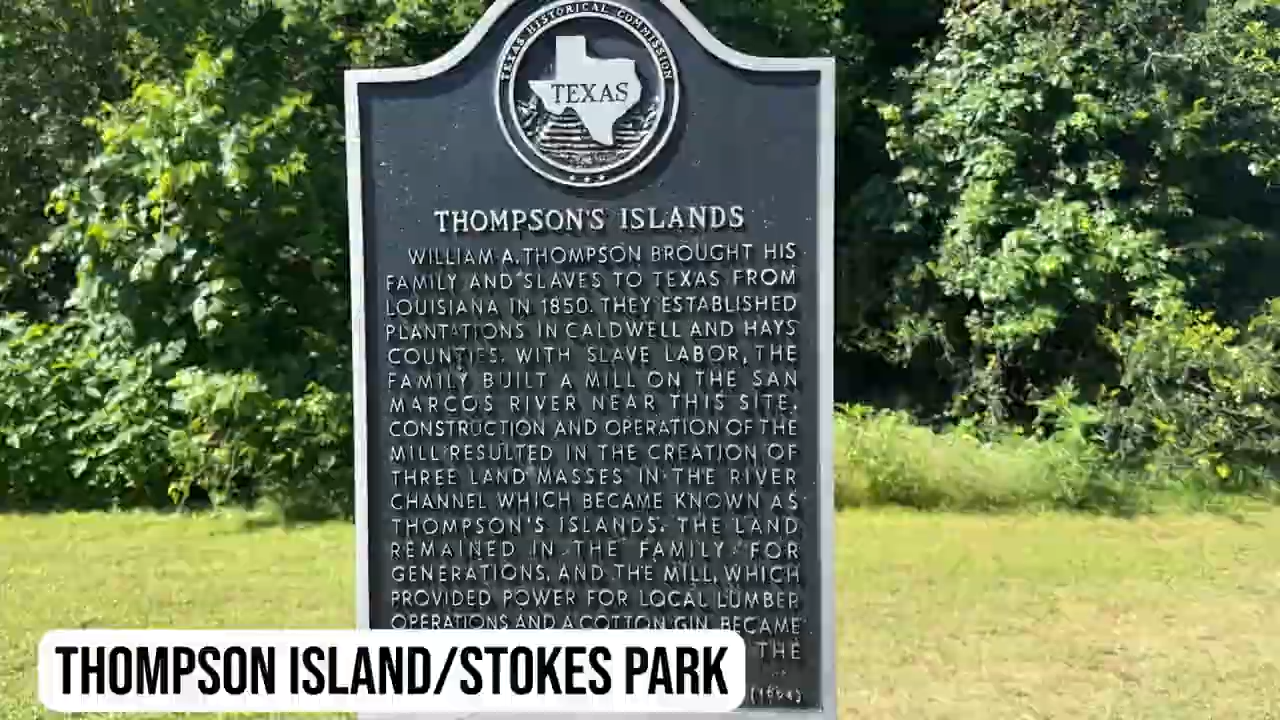 TEXAS HISTORICAL COMMISSION
TEXAS
THOMPSON'S ISLANDS
WILLIAM A. THOMPSON BROUGHT HIS
FAMILY AND SLAVES TO TEXAS FROM
LOUISIANA IN 1850. THEY ESTABLISHED
PLANTATIONS IN CALDWELL AND HAYS
COUNTIES. WITH SLAVE LABOR, THE
FAMILY BUILT A MILL ON THE SAN
MARCOS RIVER NEAR THIS SITE.
CONSTRUCTION AND OPERATION OF THE
MILL RESULTED IN THE CREATION OF
THREE LAND MASSES IN THE RIVER
CHANNEL WHICH BECAME KNOWN AS
THOMPSON'S ISLANDS. THE LAND
REMAINED IN THE FAMILY FOR
GENERATIONS, AND THE MILL, WHICH
PROVIDED POWER FOR LOCAL LUMBER
OPERATIONS AND A COTTON GIN, BECAME
THE
THOMPSON ISLAND/STOKES PARK